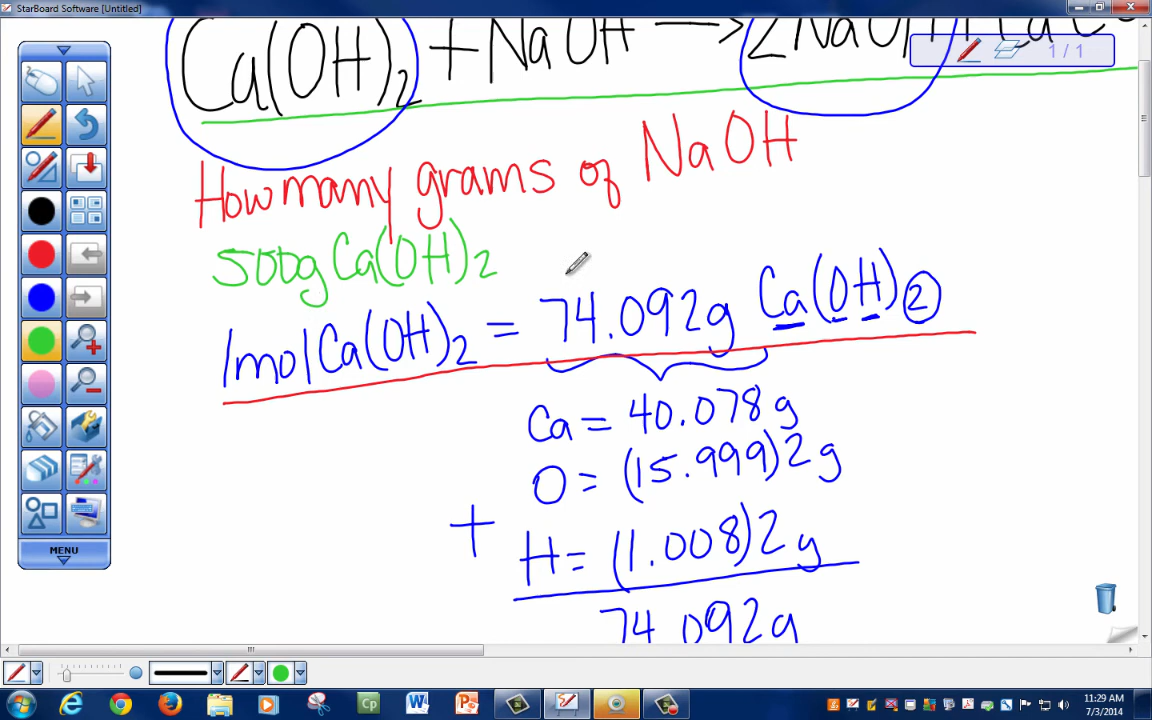 StarBoard Software [Untitled]
Ca(OH)2 + NaOH → 2NaOH + Ca
1/1
How many grams of NaOH
500g Ca(OH)2
1mol Ca(OH)2 = 74.092g Ca(OH)2
Ca = 40.078g
O = (15.999)2g
+ H = (1.008)2g
74.092g
MENU
11:29 AM
7/3/2014